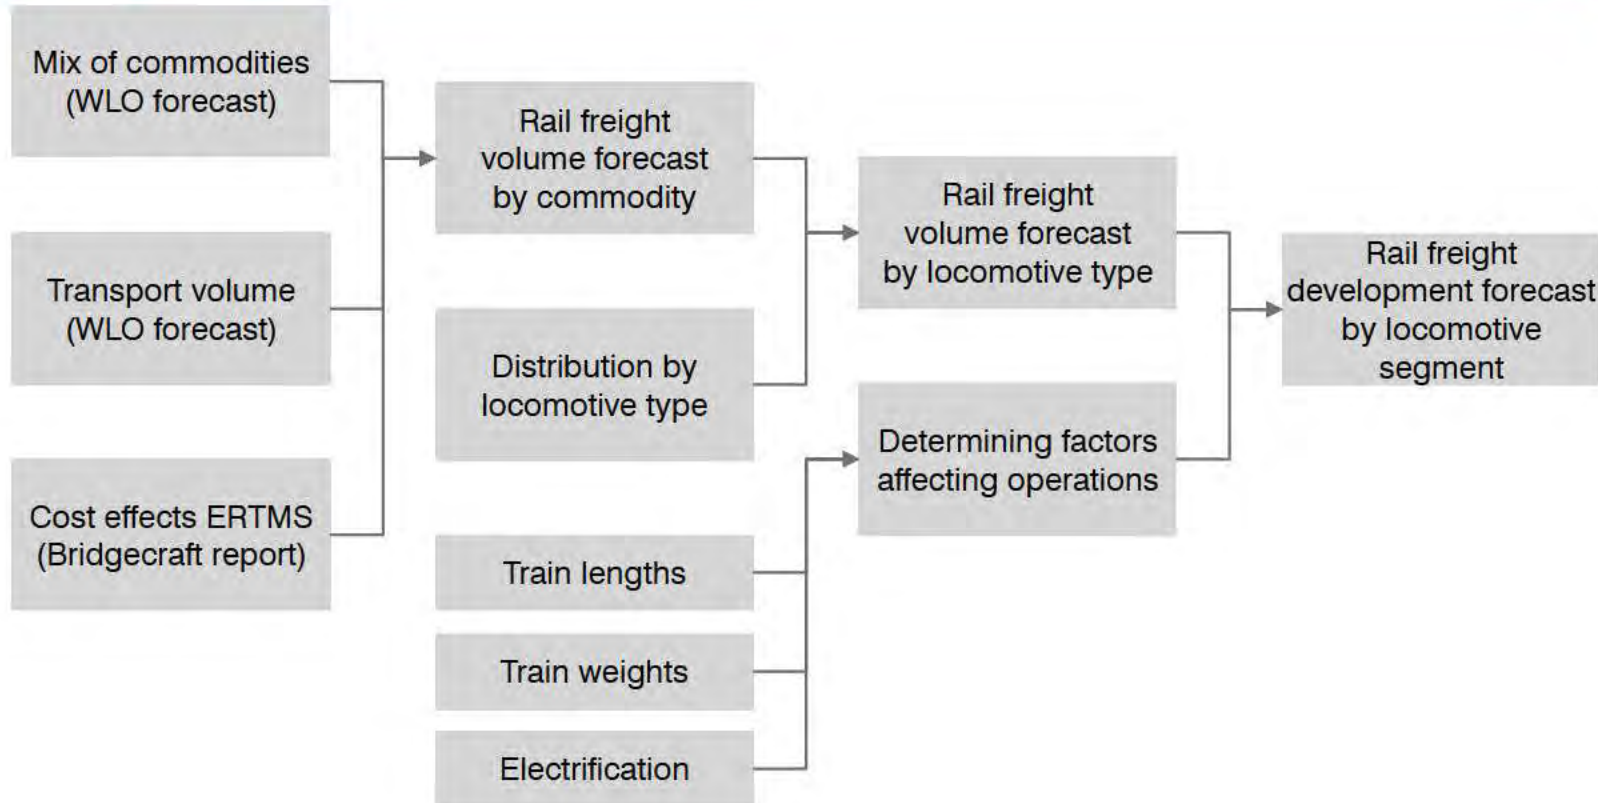 Mix of commodities
(WLO forecast)
Transport volume
(WLO forecast)
Cost effects ERTMS
(Bridgecraft report)
Rail freight
volume forecast
by commodity
Distribution by
locomotive type
Train lengths
Train weights
Electrification
Rail freight
volume forecast
by locomotive type
Determining factors
affecting operations
Rail freight
development forecast
by locomotive
segment